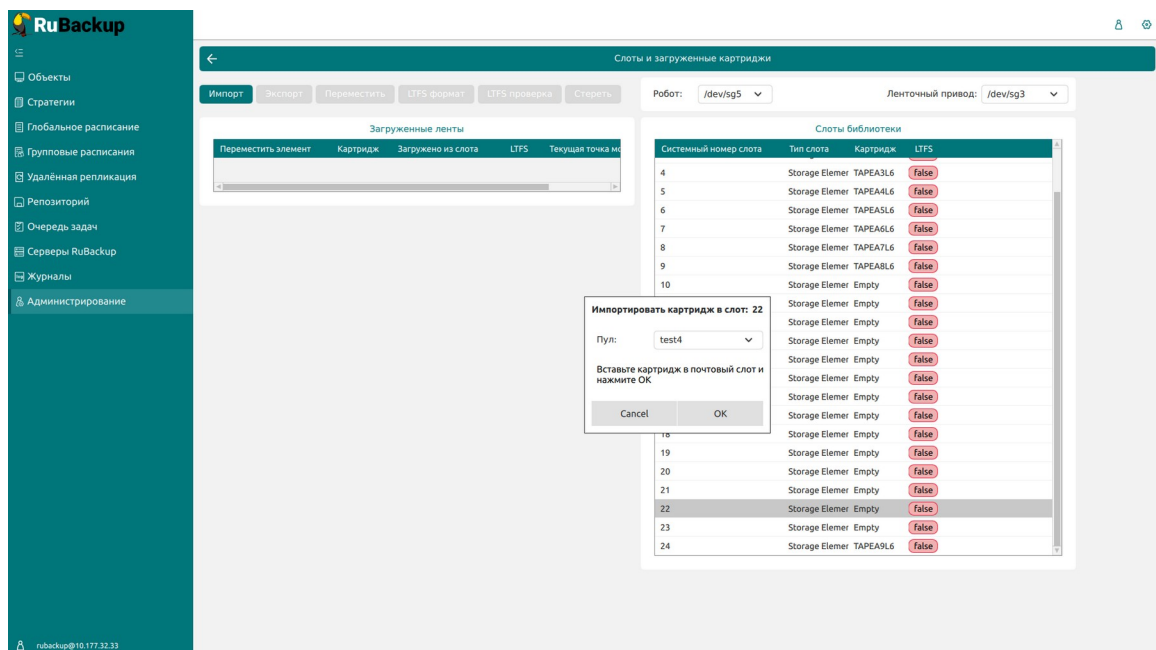 RuBackup
Объекты
Стратегии
Глобальное расписание
Групповые расписания
Удалённая репликация
Репозиторий
Очередь задач
Серверы RuBackup
Журналы
Администрирование
rubackup@10.177.32.33
Слоты и загруженные картриджи
Импорт Экспорт Переместить LTFS формат LTFS проверка Стереть
Робот: /dev/sg5 Ленточный привод: /dev/sg3
Загруженные ленты
Переместить элемент Картридж Загружено из слота LTFS Текущая точка мо
Слоты библиотеки
Системный номер слота Тип слота Картридж LTFS
4 Storage Elemer TAPEA3L6 false
5 Storage Elemer TAPEA4L6 false
6 Storage Elemer TAPEA5L6 false
7 Storage Elemer TAPEA6L6 false
8 Storage Elemer TAPEA7L6 false
9 Storage Elemer TAPEA8L6 false
10 Storage Elemer Empty false
Storage Elemer Empty false
Storage Elemer Empty false
Storage Elemer Empty false
Storage Elemer Empty false
Storage Elemer Empty false
Storage Elemer Empty false
Storage Elemer Empty false
18 Storage Elemer Empty false
19 Storage Elemer Empty false
20 Storage Elemer Empty false
21 Storage Elemer Empty false
22 Storage Elemer Empty false
23 Storage Elemer Empty false
24 Storage Elemer TAPEA9L6 false
Импортировать картридж в слот: 22
Пул: test4
Вставьте картридж в почтовый слот и
нажмите OK
Cancel OK